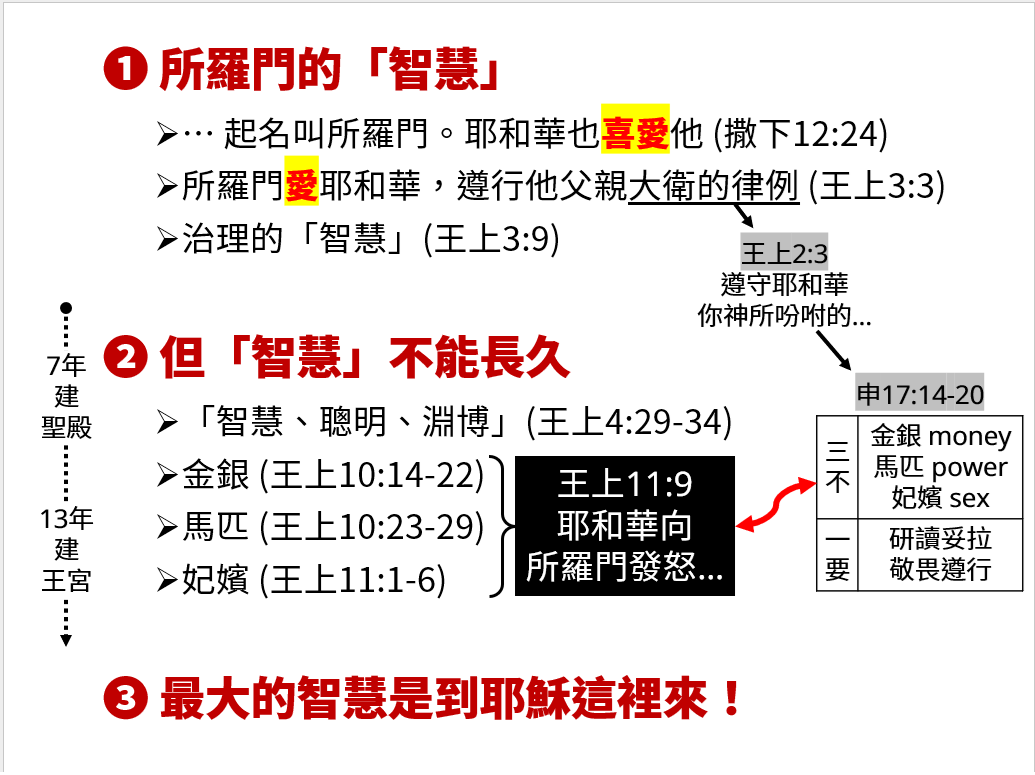 ❶ 所羅門的「智慧」
➢… 起名叫所羅門。耶和華也喜愛他 (撒下12:24)
➢所羅門愛耶和華，遵行他父親大衛的律例 (王上3:3)
➢治理的「智慧」(王上3:9)
王上2:3
遵守耶和華
你神所吩咐的...
❷ 但「智慧」不能長久
➢「智慧、聰明、淵博」(王上4:29-34)
➢金銀 (王上10:14-22)
➢馬匹 (王上10:23-29)
➢妃嬪 (王上11:1-6)
7年
建
聖殿
13年
建
王宮
王上11:9
耶和華向
所羅門發怒...
申17:14-20
三
不
金銀 money
馬匹 power
妃嬪 sex
一
要
研讀妥拉
敬畏遵行
❸ 最大的智慧是到耶穌這裡來！